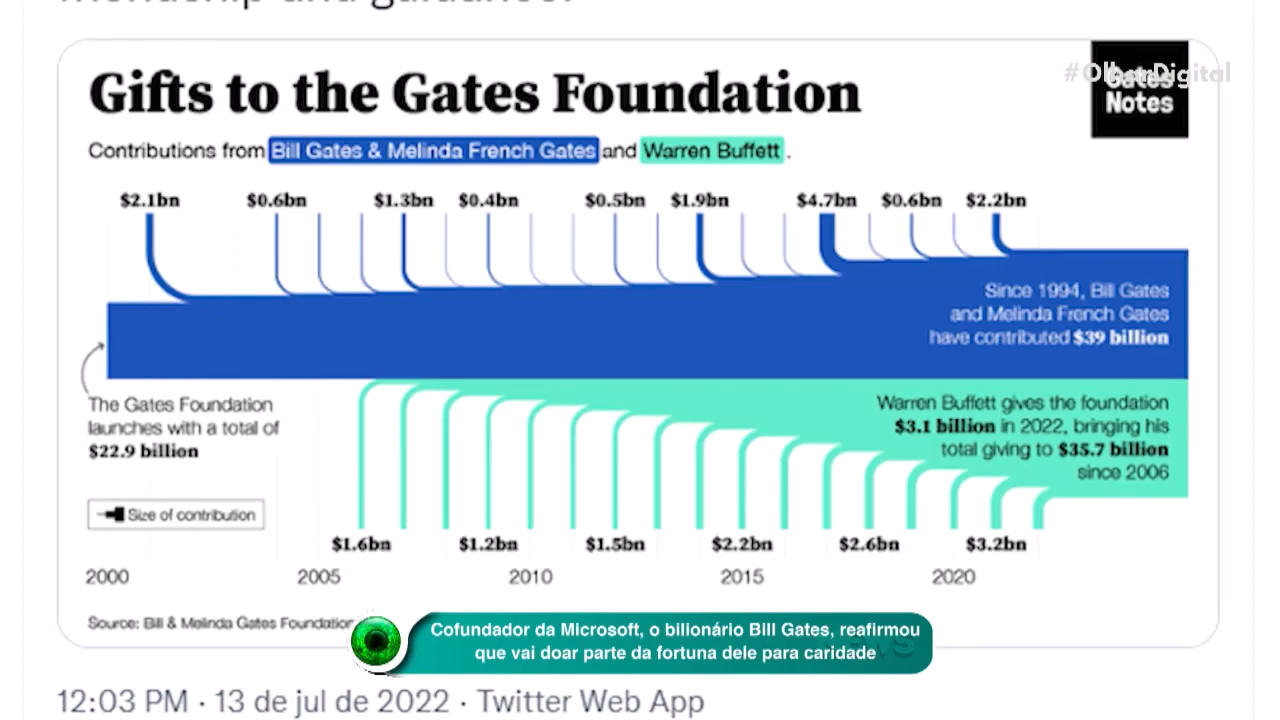 Gifts to the Gates Foundation
#OlharDigital
Gates
Notes
Contributions from Bill Gates & Melinda French Gates and Warren Buffett.
$2.1bn $0.6bn $1.3bn $0.4bn $0.5bn $1.9bn $4.7bn $0.6bn $2.2bn
Since 1994, Bill Gates
and Melinda French Gates
have contributed $39 billion
The Gates Foundation
launches with a total of
$22.9 billion
Warren Buffett gives the foundation
$3.1 billion in 2022, bringing his
total giving to $35.7 billion
since 2006
Size of contribution
$1.6bn $1.2bn $1.5bn $2.2bn $2.6bn $3.2bn
2000 2005 2010 2015 2020
Source: Bill & Melinda Gates Foundation
Cofundador da Microsoft, o bilionário Bill Gates, reafirmou
que vai doar parte da fortuna dele para caridade
12:03 PM · 13 de jul de 2022 · Twitter Web App